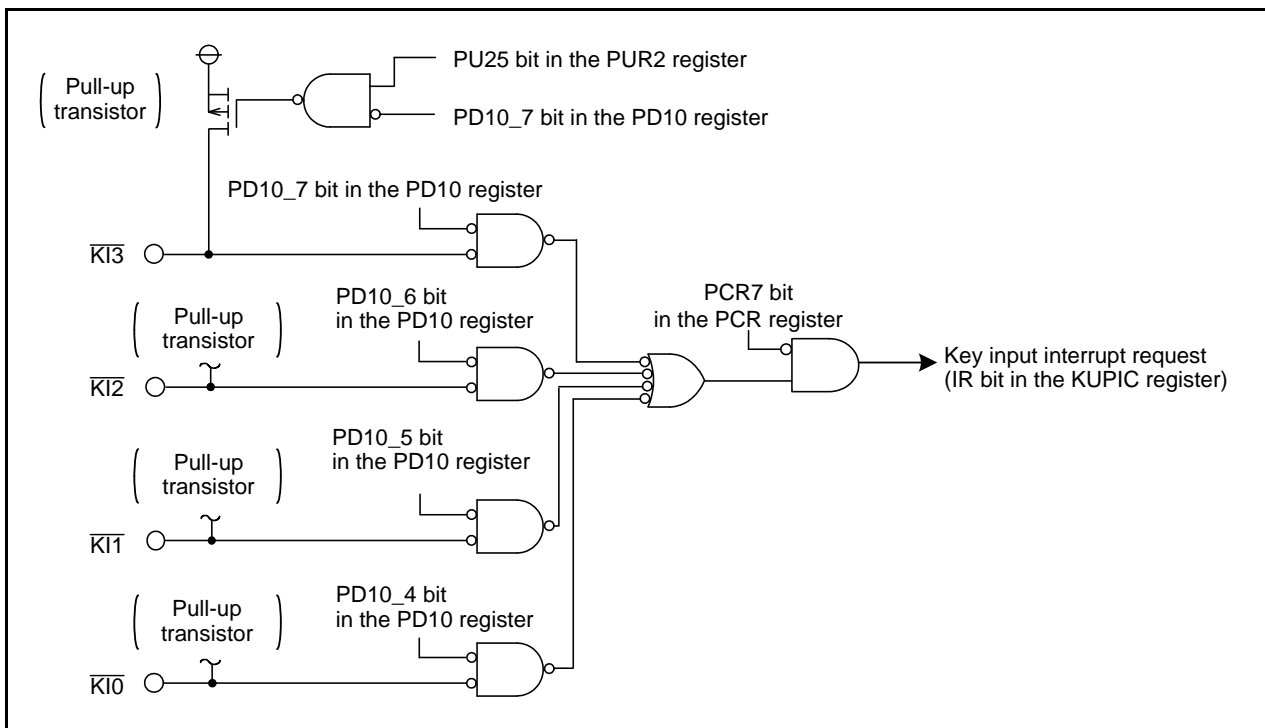 PU25 bit in the PUR2 register
Pull-up
transistor
PD10_7 bit in the PD10 register
PD10_7 bit in the PD10 register
KI3
PD10_6 bit
in the PD10 register
PCR7 bit
in the PCR register
Pull-up
transistor
Key input interrupt request
(IR bit in the KUPIC register)
KI2
PD10_5 bit
in the PD10 register
Pull-up
transistor
KI1
PD10_4 bit
in the PD10 register
Pull-up
transistor
KI0